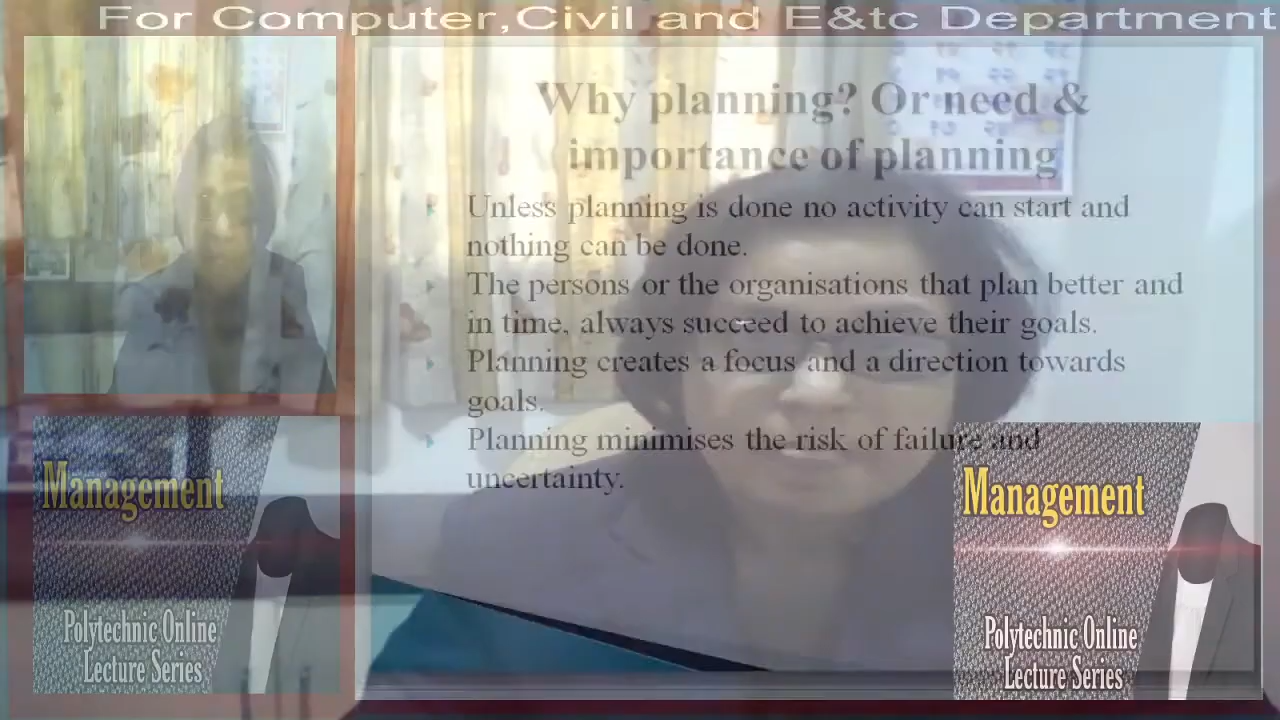 For Computer,Civil and E&tc Department
Why planning? Or need &
importance of planning
Unless planning is done no activity can start and
nothing can be done.
The persons or the organisations that plan better and
in time, always succeed to achieve their goals.
Planning creates a focus and a direction towards
goals.
Planning minimises the risk of failure and
uncertainty.
Management
Polytechnic Online
Lecture Series
Management
Polytechnic Online
Lecture Series